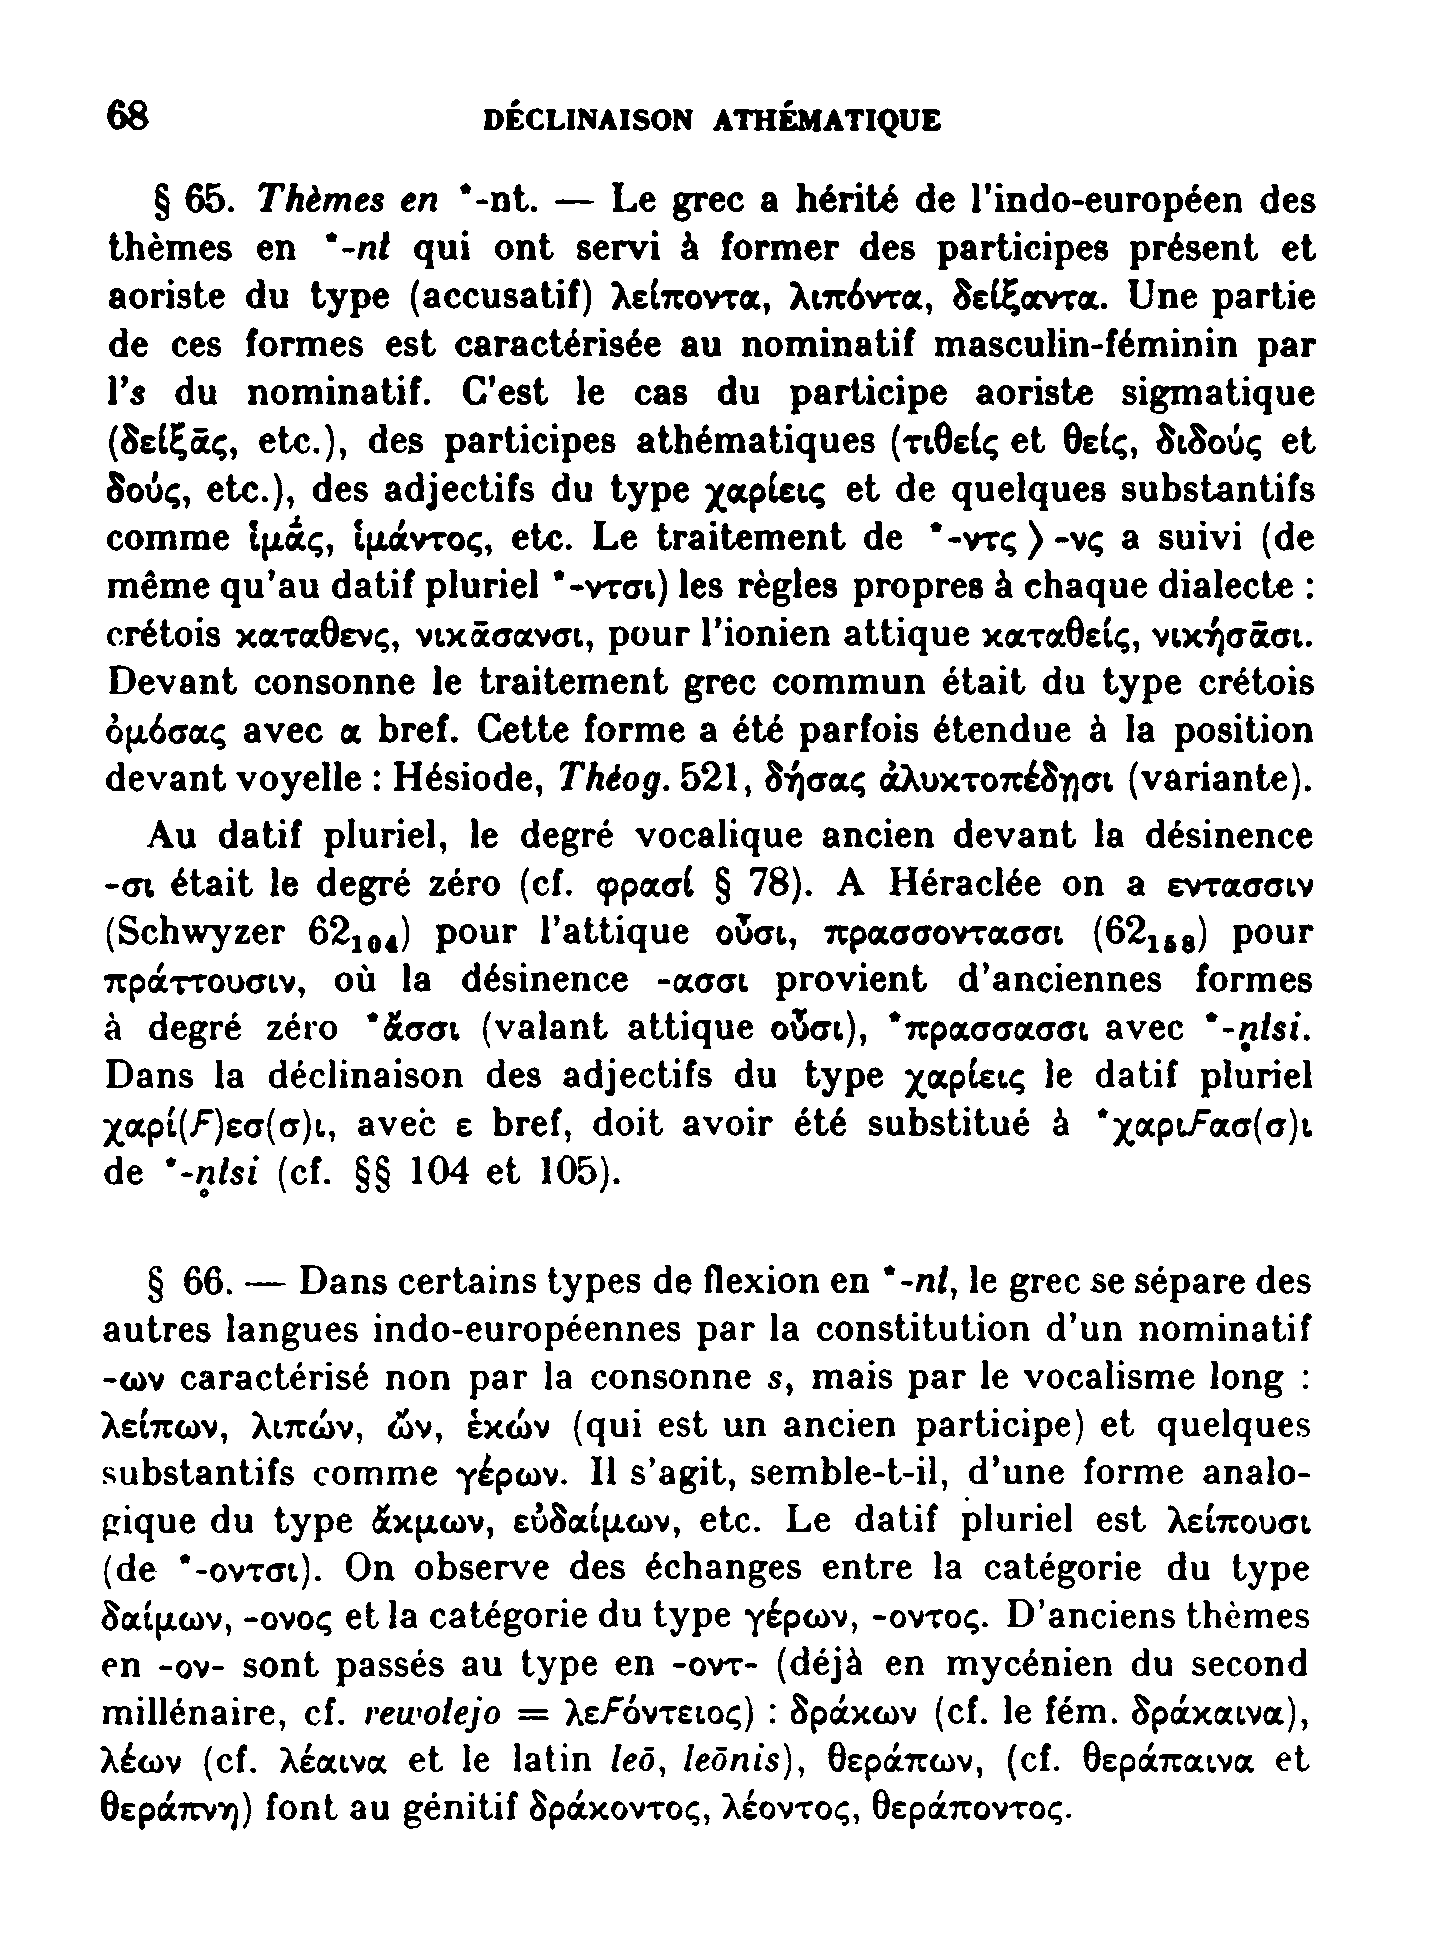 68 DÉCLINAISON ATHÉMATIQUE
§ 65. Thèmes en *-nt. — Le grec a hérité de l'indo-européen des
thèmes en *-nt qui ont servi à former des participes présent et
aoriste du type (accusatif) λείποντα, λιπόντα, δείξαντα. Une partie
de ces formes est caractérisée au nominatif masculin-féminin par
l's du nominatif. C'est le cas du participe aoriste sigmatique
(δείξᾱς, etc.), des participes athématiques (τιθείς et θείς, διδούς et
δούς, etc.), des adjectifs du type χαρίεις et de quelques substantifs
comme ἱμᾱ́ς, ἱμάντος, etc. Le traitement de *-ντς > -νς a suivi (de
même qu'au datif pluriel *-ντσι) les règles propres à chaque dialecte :
crétois καταθενς, νικᾱσανσι, pour l'ionien attique καταθείς, νικήσᾱσι.
Devant consonne le traitement grec commun était du type crétois
ὀμόσας avec α bref. Cette forme a été parfois étendue à la position
devant voyelle : Hésiode, Théog. 521, δήσας ἀλυκτοπέδῃσι (variante).
Au datif pluriel, le degré vocalique ancien devant la désinence
-σι était le degré zéro (cf. φρασί § 78). A Héraclée on a εντασσιν
(Schwyzer 62₁₀₄) pour l'attique οὖσι, πρασσοντασσι (62₁₅₈) pour
πράττουσιν, où la désinence -ασσι provient d'anciennes formes
à degré zéro *ἄσσι (valant attique οὖσι), *πρασσασσι avec *-n̥tsi.
Dans la déclinaison des adjectifs du type χαρίεις le datif pluriel
χαρί(ϝ)εσ(σ)ι, avec ε bref, doit avoir été substitué à *χαριϝασ(σ)ι
de *-n̥tsi (cf. §§ 104 et 105).
§ 66. — Dans certains types de flexion en *-nt, le grec se sépare des
autres langues indo-européennes par la constitution d'un nominatif
-ων caractérisé non par la consonne s, mais par le vocalisme long :
λείπων, λιπών, ὤν, ἑκών (qui est un ancien participe) et quelques
substantifs comme γέρων. Il s'agit, semble-t-il, d'une forme analo-
gique du type ἄκμων, εὐδαίμων, etc. Le datif pluriel est λείπουσι
(de *-οντσι). On observe des échanges entre la catégorie du type
δαίμων, -ονος et la catégorie du type γέρων, -οντος. D'anciens thèmes
en -ον- sont passés au type en -οντ- (déjà en mycénien du second
millénaire, cf. rewotejo = λεϝόντειος) : δράκων (cf. le fém. δράκαινα),
λέων (cf. λέαινα et le latin leō, leōnis), θεράπων, (cf. θεράπαινα et
θεράπνη) font au génitif δράκοντος, λέοντος, θεράποντος.